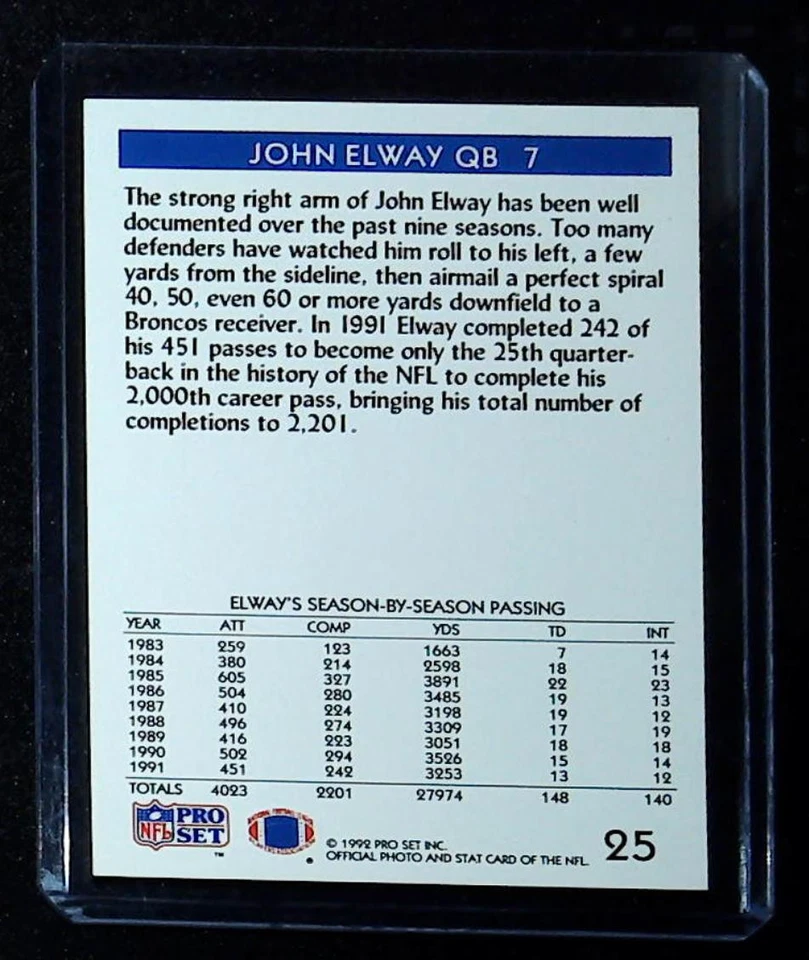 JOHN ELWAY QB 7
The strong right arm of John Elway has been well
documented over the past nine seasons. Too many
defenders have watched him roll to his left, a few
yards from the sideline, then airmail a perfect spiral
40, 50, even 60 or more yards downfield to a
Broncos receiver. In 1991 Elway completed 242 of
his 451 passes to become only the 25th quarter-
back in the history of the NFL to complete his
2,000th career pass, bringing his total number of
completions to 2,201.
ELWAY'S SEASON-BY-SEASON PASSING
YEAR ATT COMP YDS TD INT
1983 259 123 1663 7 14
1984 380 214 2598 18 15
1985 605 327 3891 22 23
1986 504 280 3485 19 13
1987 410 224 3198 19 12
1988 496 274 3309 17 19
1989 416 223 3051 18 18
1990 502 294 3526 15 14
1991 451 242 3253 13 12
TOTALS 4023 2201 27974 148 140
NFL PRO SET ™
© 1992 PRO SET INC.
OFFICIAL PHOTO AND STAT CARD OF THE NFL.
25